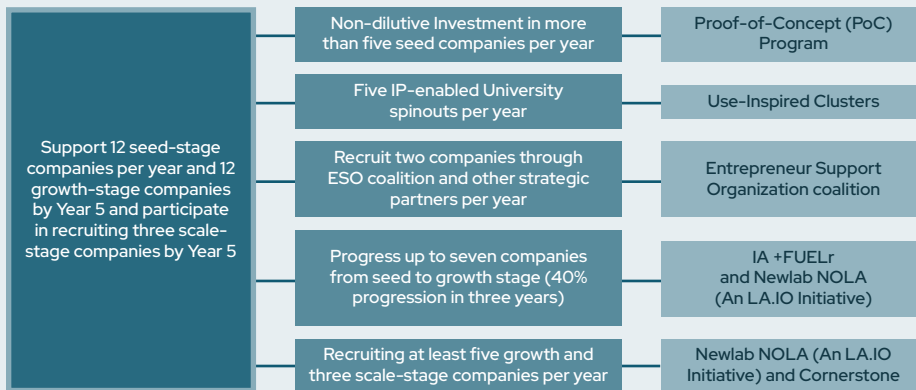 Support 12 seed-stage
companies per year and 12
growth-stage companies
by Year 5 and participate
in recruiting three scale-
stage companies by Year 5
Non-dilutive Investment in more
than five seed companies per year
Proof-of-Concept (PoC)
Program
Five IP-enabled University
spinouts per year
Use-Inspired Clusters
Recruit two companies through
ESO coalition and other strategic
partners per year
Entrepreneur Support
Organization coalition
Progress up to seven companies
from seed to growth stage (40%
progression in three years)
IA +FUELr
and Newlab NOLA
(An LA.IO Initiative)
Recruiting at least five growth and
three scale-stage companies per year
Newlab NOLA (An LA.IO
Initiative) and Cornerstone